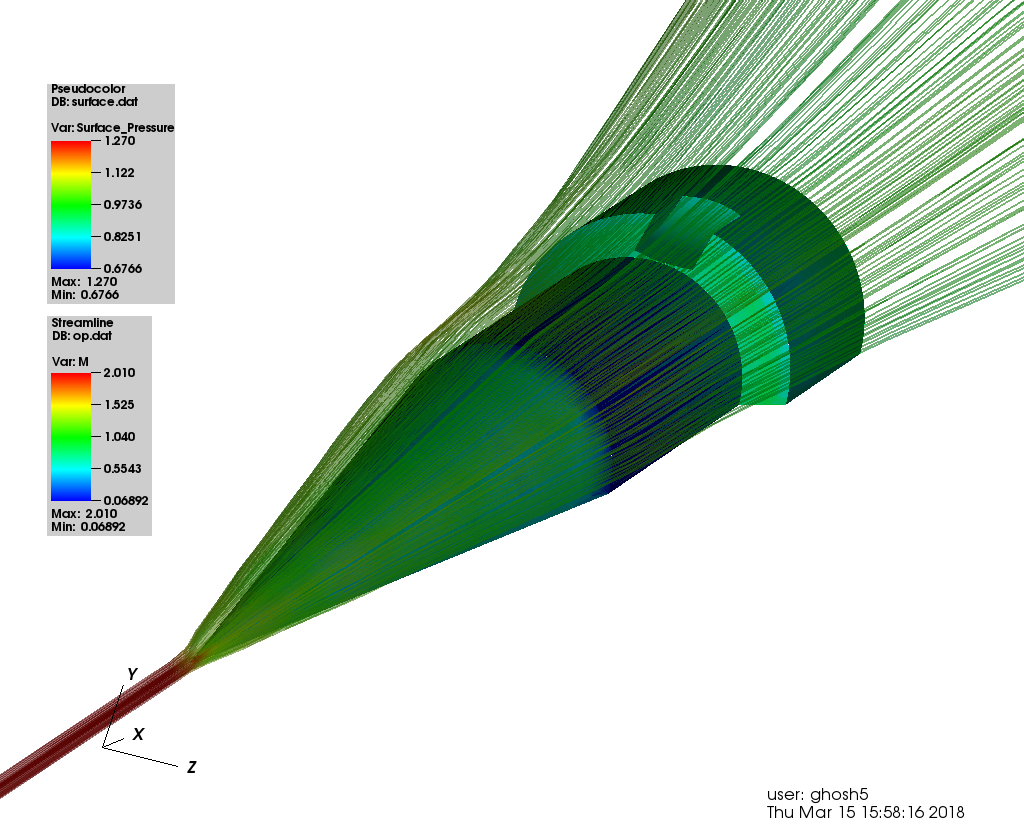 Pseudocolor
DB: surface.dat
Var: Surface_Pressure
1.270
1.122
0.9736
0.8251
0.6766
Max: 1.270
Min: 0.6766
Streamline
DB: op.dat
Var: M
2.010
1.525
1.040
0.5543
0.06892
Max: 2.010
Min: 0.06892
Y
X
Z
user: ghosh5
Thu Mar 15 15:58:16 2018